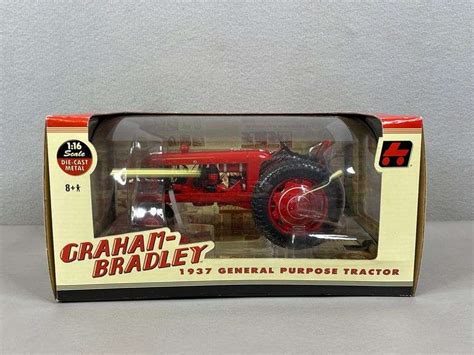 1:16
Scale
DIE-CAST
METAL
8+
GRAHAM-
BRADLEY
1937 GENERAL PURPOSE TRACTOR